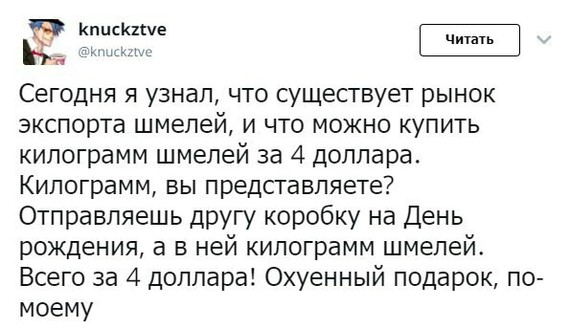 knuckztve
@knuckztve
Читать
Сегодня я узнал, что существует рынок
экспорта шмелей, и что можно купить
килограмм шмелей за 4 доллара.
Килограмм, вы представляете?
Отправляешь другу коробку на День
рождения, а в ней килограмм шмелей.
Всего за 4 доллара! Охуенный подарок, по-
моему